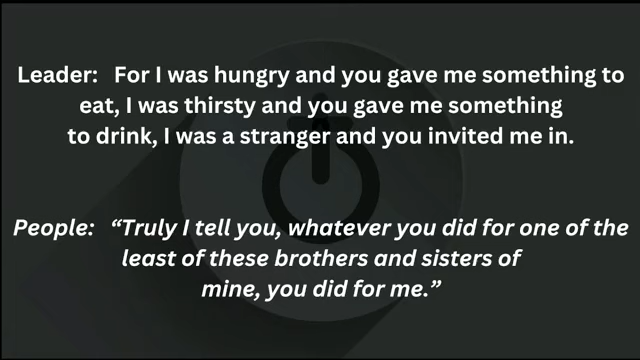 Leader: For I was hungry and you gave me something to
eat, I was thirsty and you gave me something
to drink, I was a stranger and you invited me in.
People: “Truly I tell you, whatever you did for one of the
least of these brothers and sisters of
mine, you did for me.”